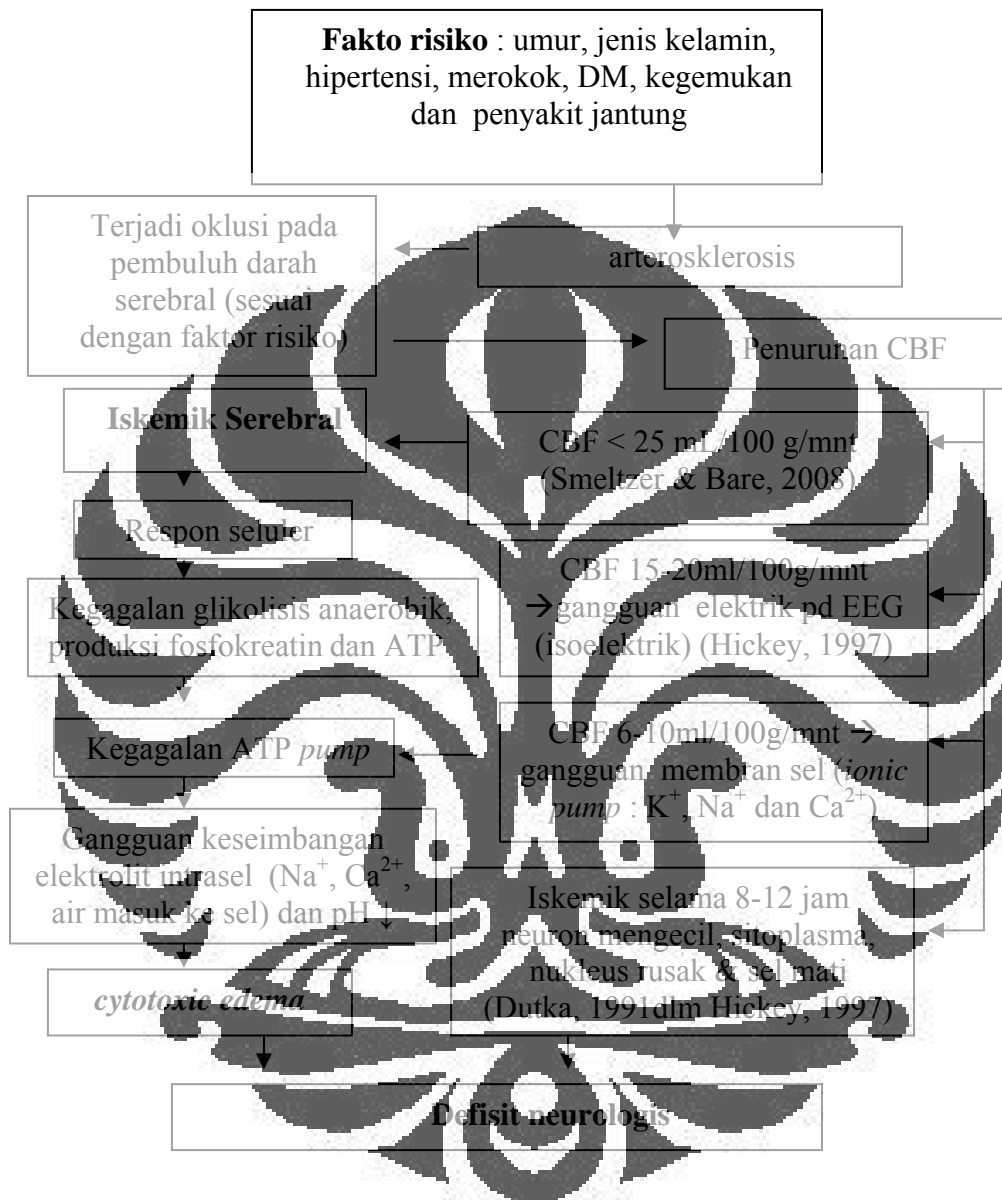 Fakto risiko : umur, jenis kelamin,
hipertensi, merokok, DM, kegemukan
dan penyakit jantung
Terjadi oklusi pada
pembuluh darah
serebral (sesuai
dengan faktor risiko)
arterosklerosis
Penurunan CBF
Iskemik Serebral
CBF < 25 mL/100 g/mnt
(Smeltzer & Bare, 2008)
Respon seluler
CBF 15-20ml/100g/mnt
→gangguan elektrik pd EEG
(isoelektrik) (Hickey, 1997)
Kegagalan glikolisis anaerobik,
produksi fosfokreatin dan ATP
Kegagalan ATP pump
CBF 6-10ml/100g/mnt →
gangguan membran sel (ionic
pump : K⁺, Na⁺ dan Ca²⁺)
Gangguan keseimbangan
elektrolit intrasel (Na⁺, Ca²⁺,
air masuk ke sel) dan pH ↓
Iskemik selama 8-12 jam
neuron mengecil, sitoplasma,
nukleus rusak & sel mati
(Dutka, 1991dlm Hickey, 1997)
cytotoxic edema
Defisit neurologis